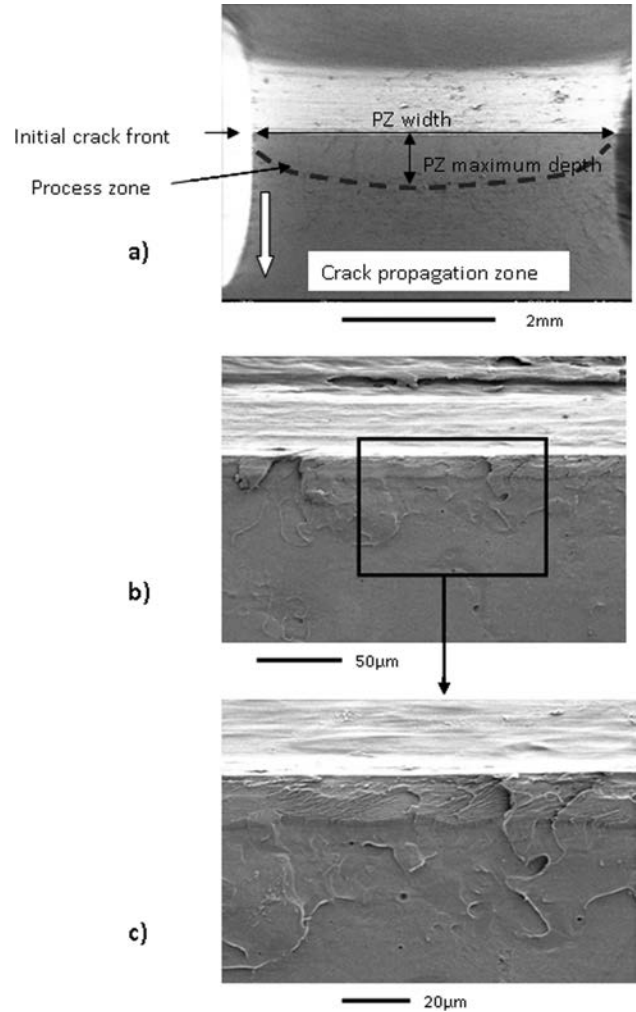 PZ width
Initial crack front
PZ maximum depth
Process zone
a)
Crack propagation zone
2mm
b)
50µm
c)
20µm